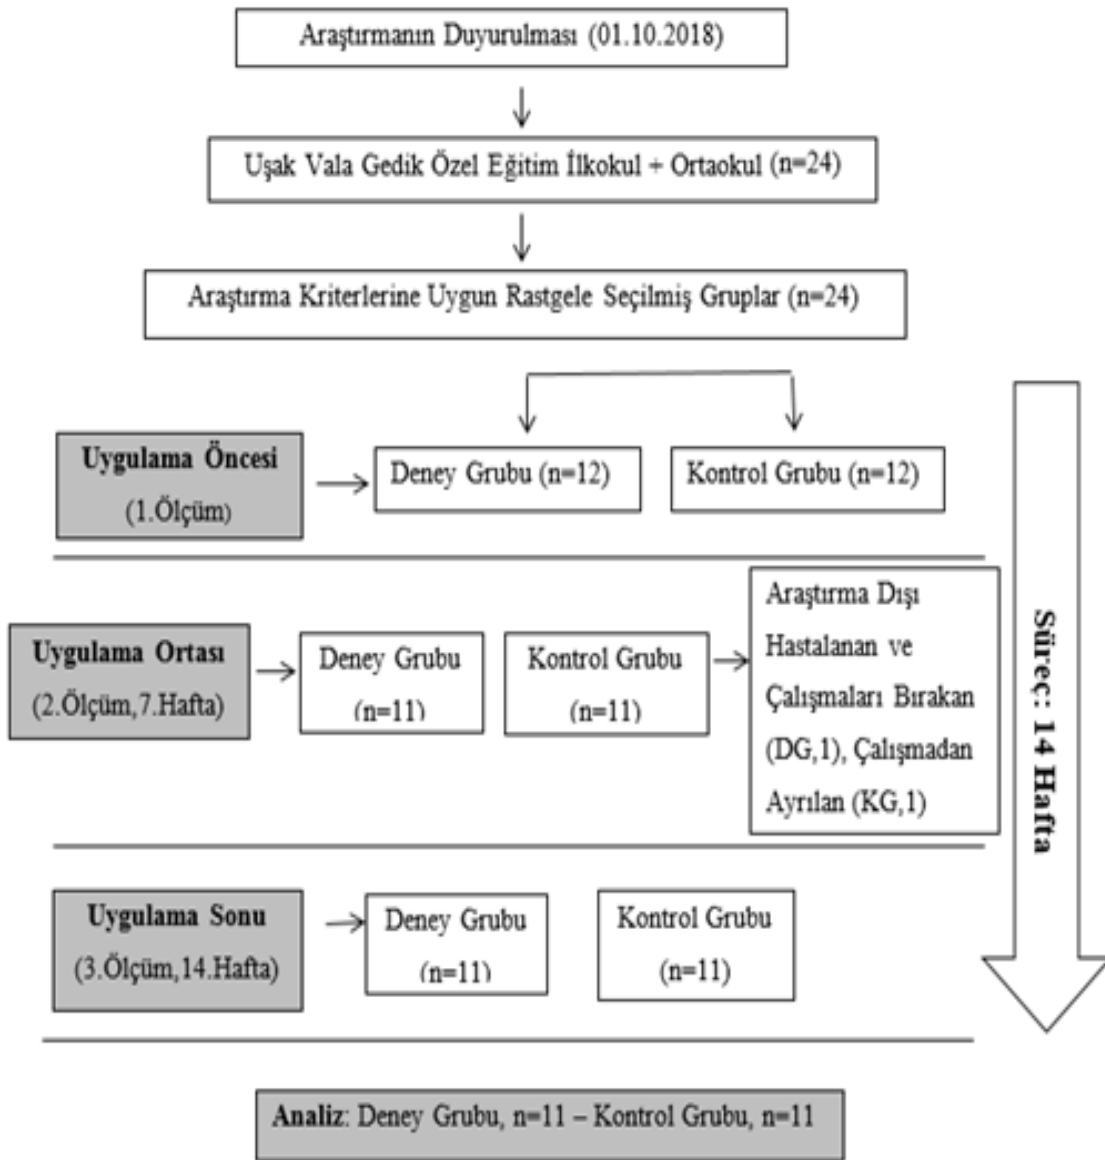 Araştırmanın Duyurulması (01.10.2018)
Uşak Vala Gedik Özel Eğitim İlkokul + Ortaokul (n=24)
Araştırma Kriterlerine Uygun Rastgele Seçilmiş Gruplar (n=24)
Uygulama Öncesi
(1.Ölçüm)
Deney Grubu (n=12)
Kontrol Grubu (n=12)
Uygulama Ortası
(2.Ölçüm,7.Hafta)
Deney Grubu
(n=11)
Kontrol Grubu
(n=11)
Araştırma Dışı
Hastalanan ve
Çalışmaları Bırakan
(DG,1), Çalışmadan
Ayrılan (KG,1)
Süreç: 14 Hafta
Uygulama Sonu
(3.Ölçüm,14.Hafta)
Deney Grubu
(n=11)
Kontrol Grubu
(n=11)
Analiz: Deney Grubu, n=11 – Kontrol Grubu, n=11